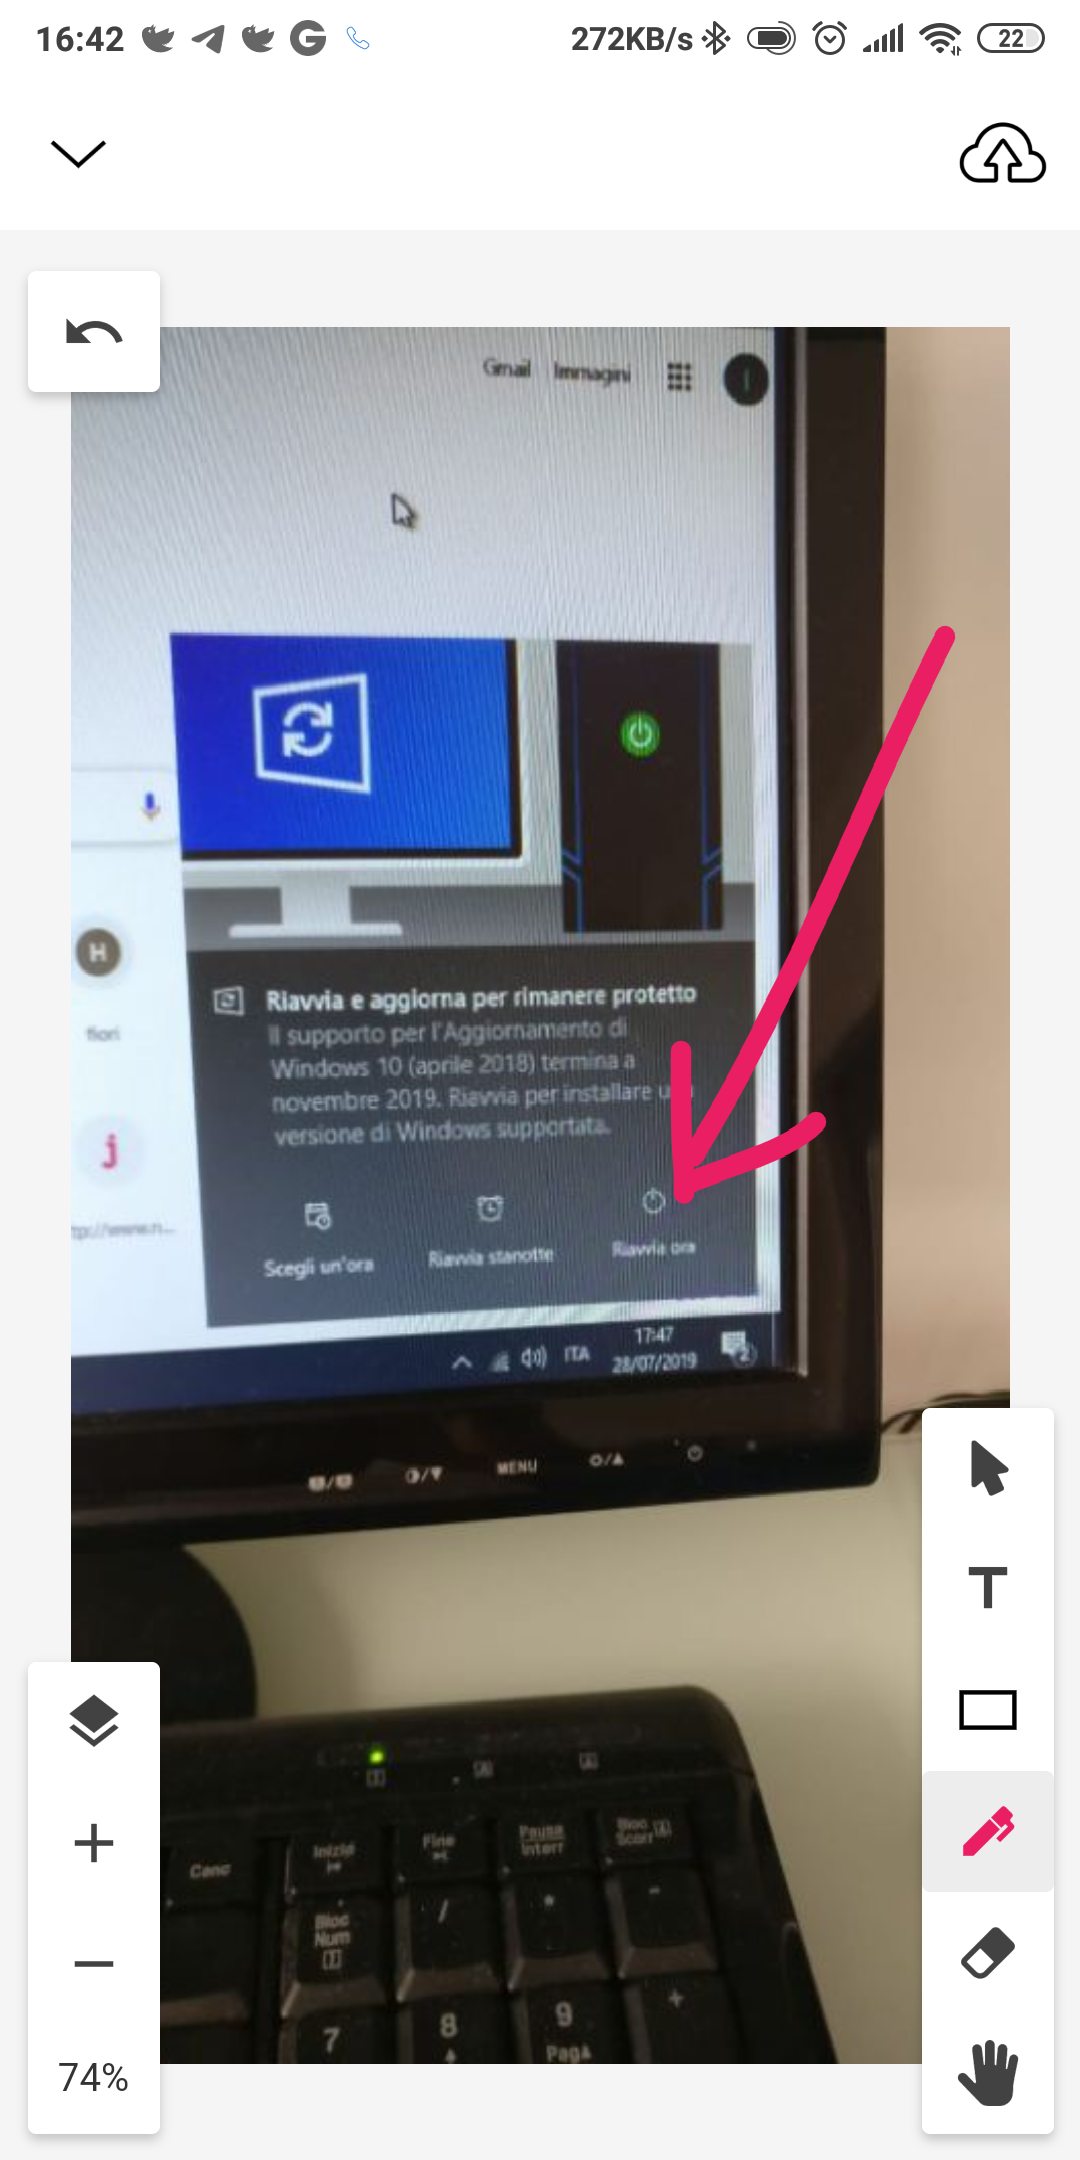 16:42
272KB/s
22
Gmail Immagini
H
fiori
j
Riavvia e aggiorna per rimanere protetto
Il supporto per l'Aggiornamento di
Windows 10 (aprile 2018) termina a
novembre 2019. Riavvia per installare
versione di Windows supportata.
Scegli un'ora Riavvia stanotte Riavvia ora
ITA
17:47
28/07/2019
2
MENU
Canc
Inizio
Fine
Pausa
Interr
Bloc
Scorr
Bloc
Num
/
*
-
7
8
9
Pag
+
T
74%